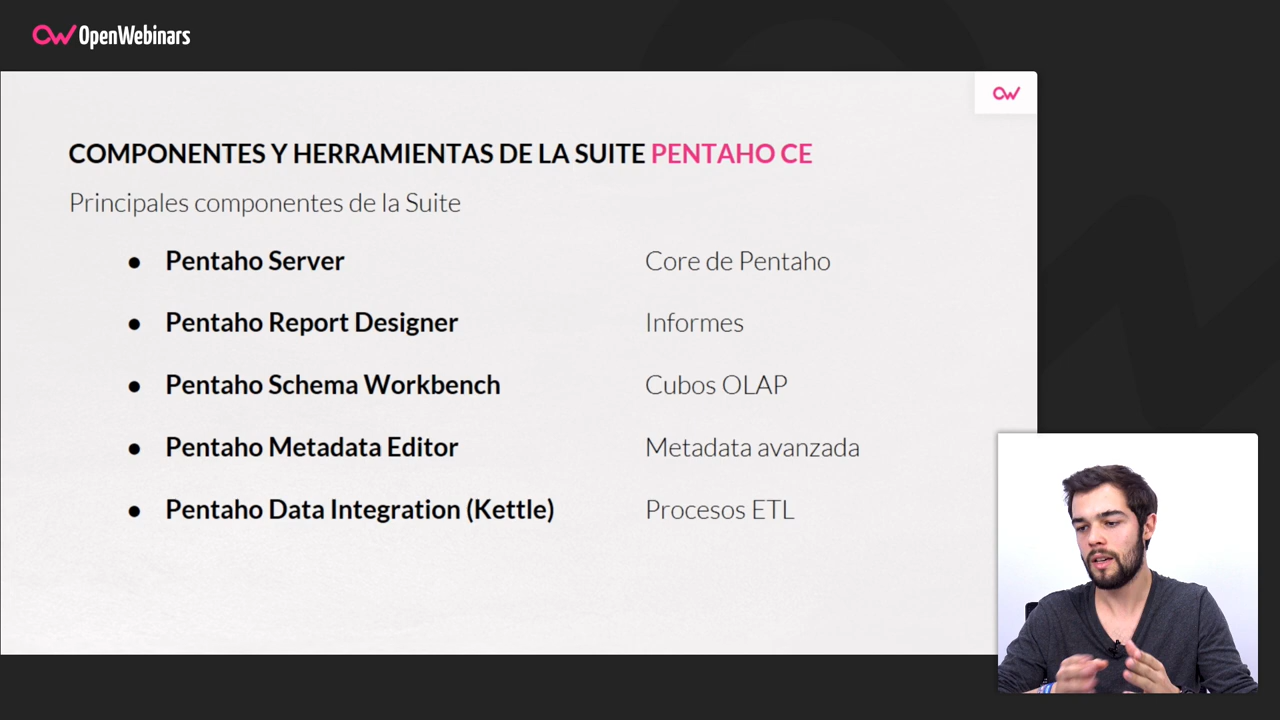 OpenWebinars
COMPONENTES Y HERRAMIENTAS DE LA SUITE PENTAHO CE
Principales componentes de la Suite
● Pentaho Server Core de Pentaho
● Pentaho Report Designer Informes
● Pentaho Schema Workbench Cubos OLAP
● Pentaho Metadata Editor Metadata avanzada
● Pentaho Data Integration (Kettle) Procesos ETL